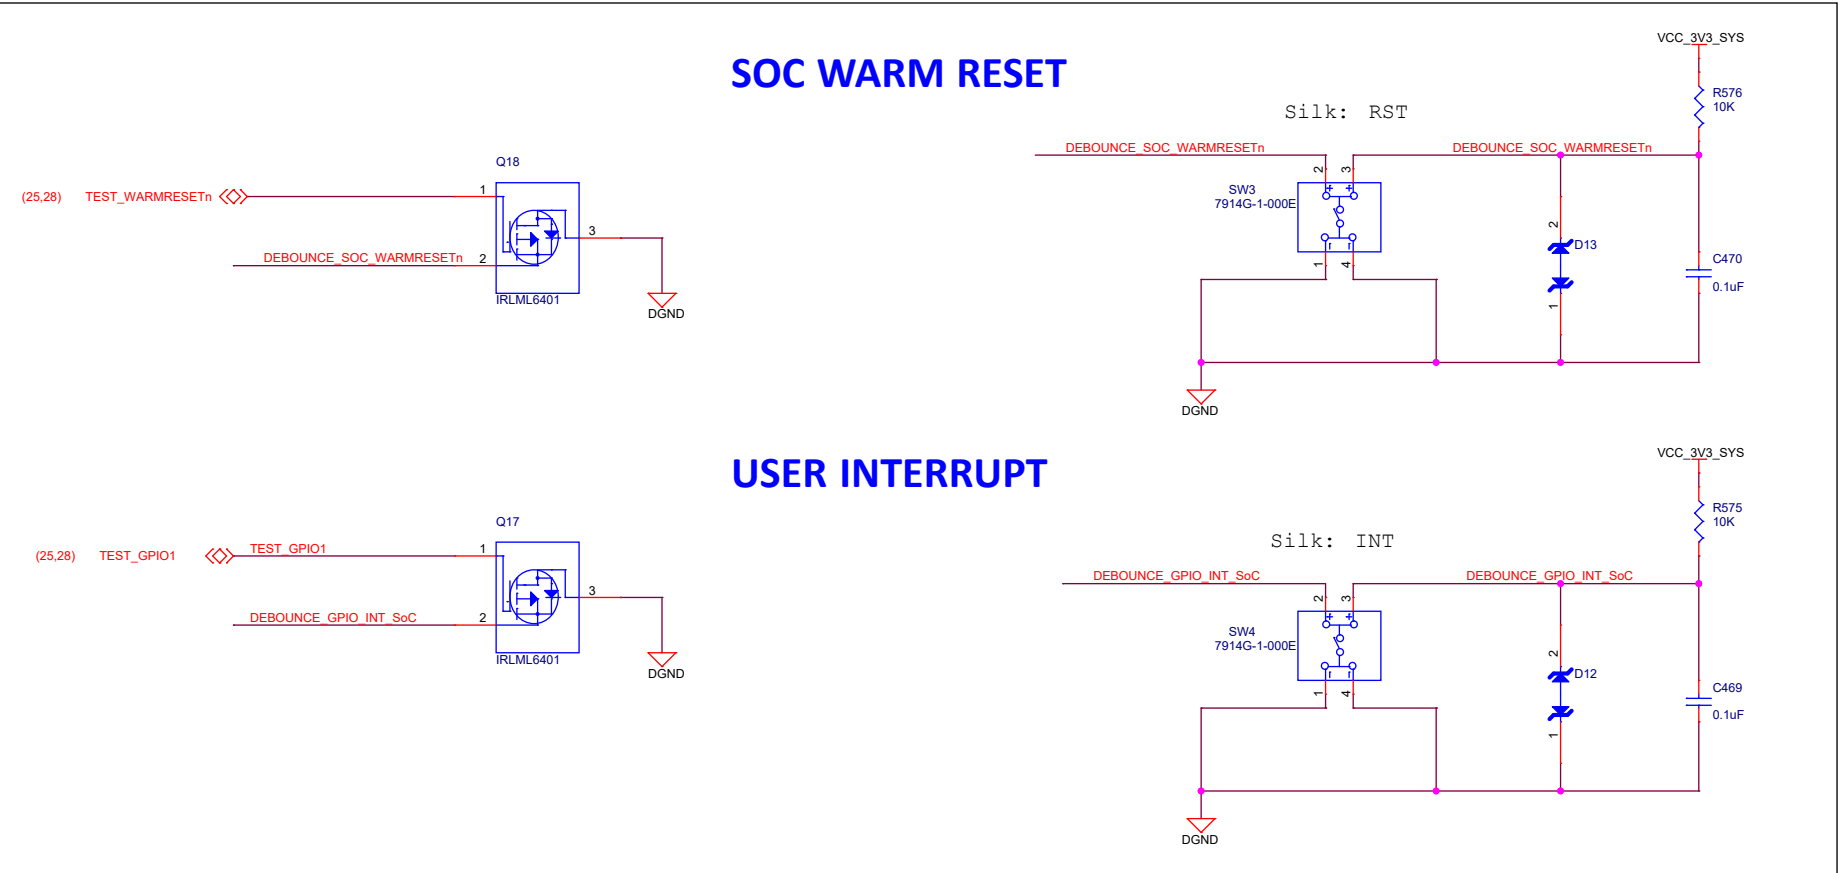 VCC_3V3_SYS
SOC WARM RESET
R576
10K
Silk: RST
DEBOUNCE_SOC_WARMRESETn
DEBOUNCE_SOC_WARMRESETn
Q18
2
3
(25,28)
TEST_WARMRESETn
1
SW3
7914G-1-000E
3
2
D13
DEBOUNCE_SOC_WARMRESETn
2
C470
0.1uF
1
4
1
IRLML6401
DGND
DGND
VCC_3V3_SYS
USER INTERRUPT
R575
10K
Q17
Silk: INT
(25,28)
TEST_GPIO1
TEST_GPIO1
1
DEBOUNCE_GPIO_INT_SoC
DEBOUNCE_GPIO_INT_SoC
3
2
3
DEBOUNCE_GPIO_INT_SoC
2
SW4
7914G-1-000E
2
D12
IRLML6401
DGND
C469
0.1uF
1
4
1
DGND